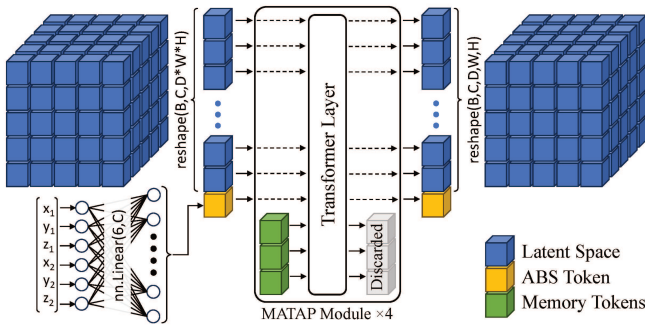 reshape(B,C,D*W*H)
Transformer Layer
reshape(B,C,D,W,H)
x1
y1
z1
x2
y2
z2
nn.Linear(6,C)
Discarded
MATAP Module ×4
Latent Space
ABS Token
Memory Tokens